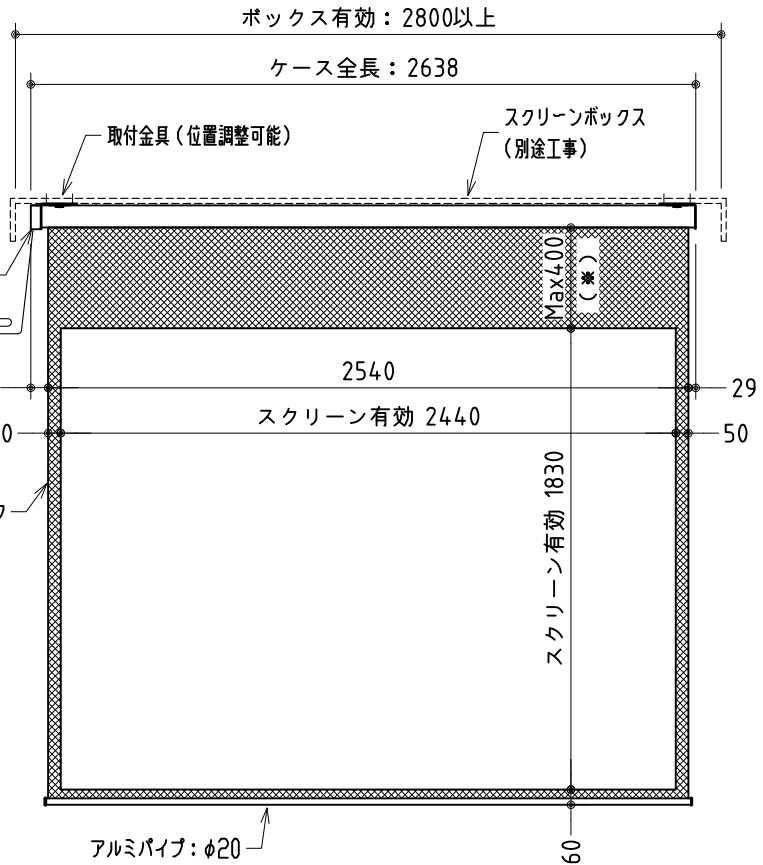 ボックス有効：2800以上
ケース全長：2638
取付金具（位置調整可能）
スクリーンボックス
（別途工事）
Max400
（※）
2540
29
スクリーン有効 2440
0
50
スクリーン有効 1830
アルミパイプ：φ20
60